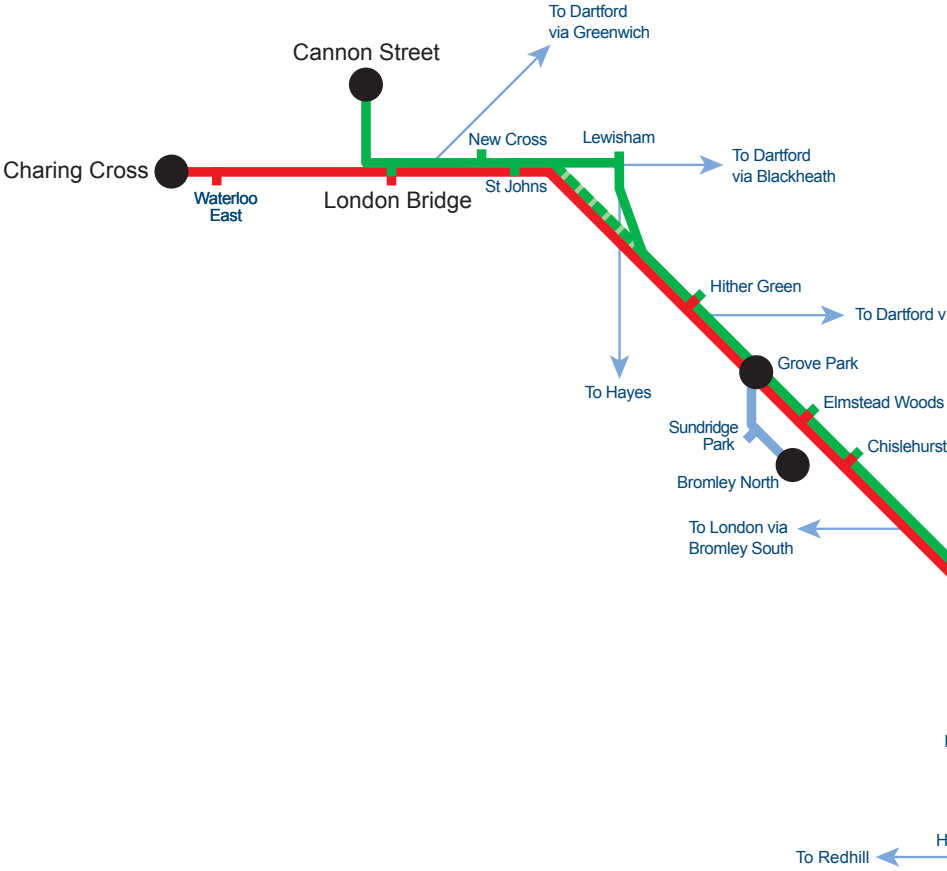 To Dartford
via Greenwich
Cannon Street
New Cross
Lewisham
To Dartford
via Blackheath
Charing Cross
Waterloo
East
London Bridge
St Johns
Hither Green
To Dartford v
Grove Park
To Hayes
Elmstead Woods
Sundridge
Park
Chislehurst
Bromley North
To London via
Bromley South
H
To Redhill